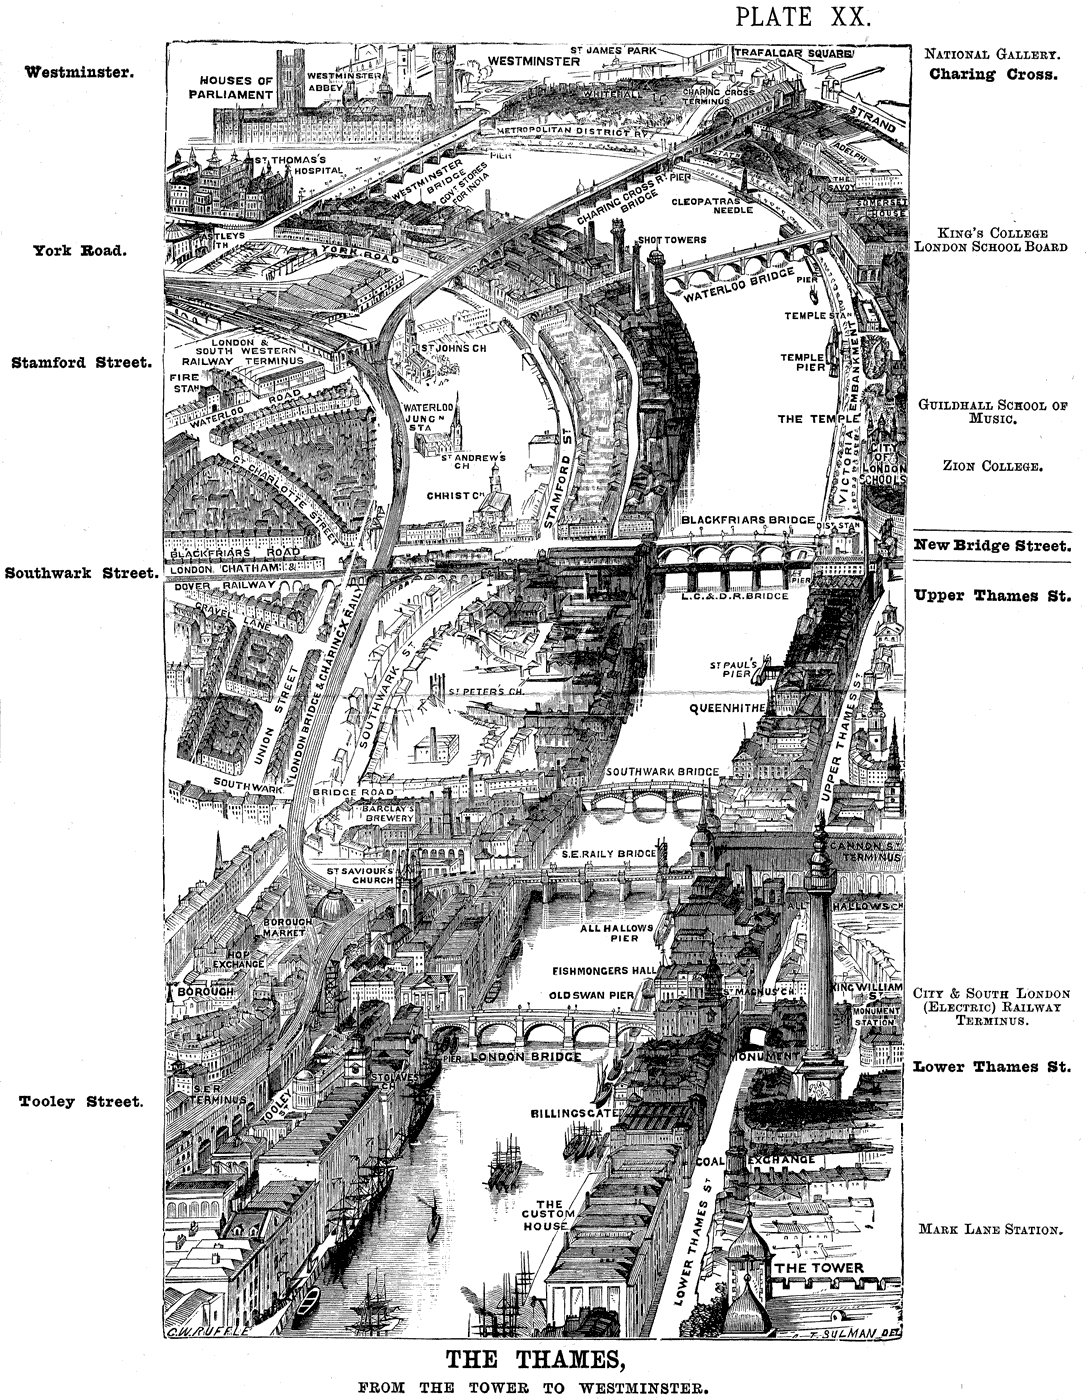 PLATE XX.
Westminster.
York Road.
Stamford Street.
Southwark Street.
Tooley Street.
NATIONAL GALLERY.
Charing Cross.
KING'S COLLEGE
LONDON SCHOOL BOARD
GUILDHALL SCHOOL OF
MUSIC.
ZION COLLEGE.
New Bridge Street.
Upper Thames St.
CITY & SOUTH LONDON
(ELECTRIC) RAILWAY
TERMINUS.
Lower Thames St.
MARK LANE STATION.
ST JAMES PARK
TRAFALGAR SQUARE
WESTMINSTER
HOUSES OF
PARLIAMENT
WESTMINSTER
ABBEY
WHITEHALL
CHARING CROSS
TERMINUS
STRAND
METROPOLITAN DISTRICT RY
ADELPHI
PIER
ST THOMAS'S
HOSPITAL
WESTMINSTER
BRIDGE
GOVT STORES
FOR INDIA
CHARING CROSS RY
BRIDGE
PIER
THE
SAVOY
CLEOPATRAS
NEEDLE
SOMERSET
HOUSE
YORK ROAD
SHOT TOWERS
WATERLOO BRIDGE
PIER
TEMPLE STAN
LONDON &
SOUTH WESTERN
RAILWAY TERMINUS
ST JOHNS CH
TEMPLE
PIER
VICTORIA EMBANKMENT
FIRE
STAN
WATERLOO ROAD
WATERLOO
JUNCN
STA
THE TEMPLE
ST ANDREW'S
CH
CITY
OF
LONDON
SCHOOLS
GT CHARLOTTE STREET
CHRIST CH
STAMFORD ST
BLACKFRIARS BRIDGE
DIST STAN
BLACKFRIARS ROAD
LONDON CHATHAM &
DOVER RAILWAY
PIER
L.C.& D.R. BRIDGE
GRAVEL
LANE
UNION STREET
LONDON BRIDGE & CHARING X RAILY
SOUTHWARK ST
ST PETER'S CH.
ST PAUL'S
PIER
QUEENHITHE
UPPER THAMES ST
SOUTHWARK
BRIDGE ROAD
SOUTHWARK BRIDGE
BARCLAY'S
BREWERY
S.E.RAILY BRIDGE
CANNON ST
TERMINUS
ST SAVIOUR'S
CHURCH
ALL HALLOWS CH
BOROUGH
MARKET
ALL HALLOWS
PIER
HOP
EXCHANGE
FISHMONGERS HALL
BOROUGH
OLD SWAN PIER
ST MAGNUS' CH.
KING WILLIAM
ST
MONUMENT
STATION
PIER
LONDON BRIDGE
MONUMENT
ST OLAVES
CH
S.E.R
TERMINUS
TOOLEY
ST
BILLINGSGATE
COAL EXCHANGE
THE
CUSTOM
HOUSE
LOWER THAMES ST
THE TOWER
C.W.RUFFLE
T. SULMAN DEL
THE THAMES,
FROM THE TOWER TO WESTMINSTER.